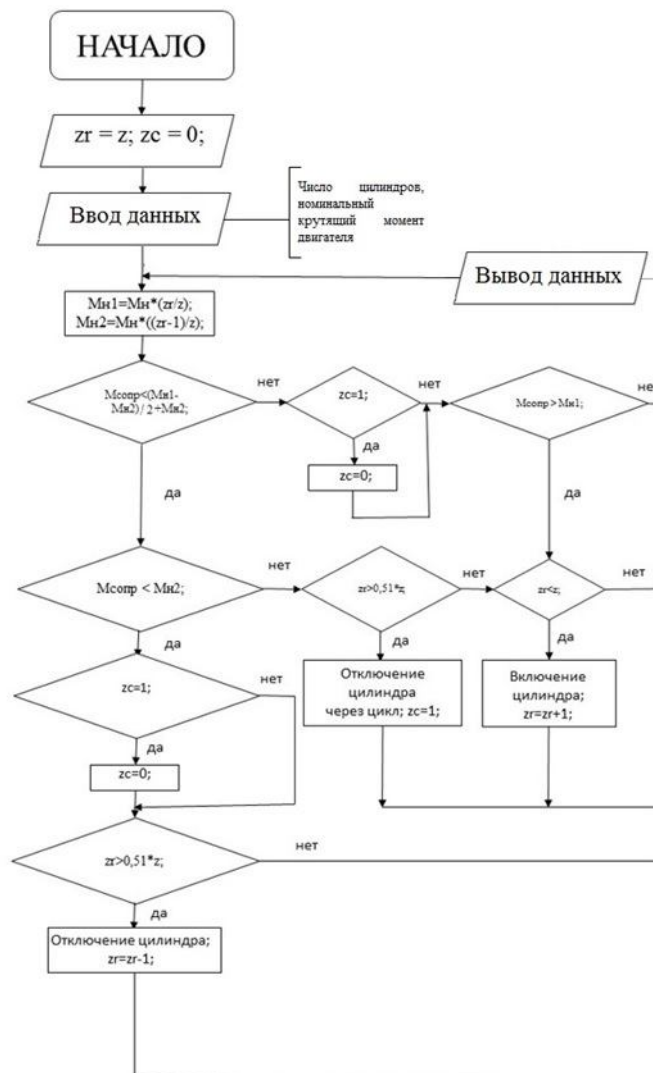 НАЧАЛО
zr = z; zc = 0;
Ввод данных
Число цилиндров,
номинальный
крутящий момент
двигателя
Вывод данных
Мн1=Мн*(zr/z);
Мн2=Мн*((zr-1)/z);
Мсопр<(Мн1-
Мн2)/2+Мн2;
нет
zc=1;
нет
Мсопр>Мн1;
не
да
zc=0;
да
да
Мсопр < Мн2;
нет
zr>0,51*z;
нет
zr<z;
нет
да
да
да
zc=1;
нет
Отключение
цилиндра
через цикл; zc=1;
Включение
цилиндра;
zr=zr+1;
да
zc=0;
zr>0,51*z;
нет
да
Отключение цилиндра;
zr=zr-1;